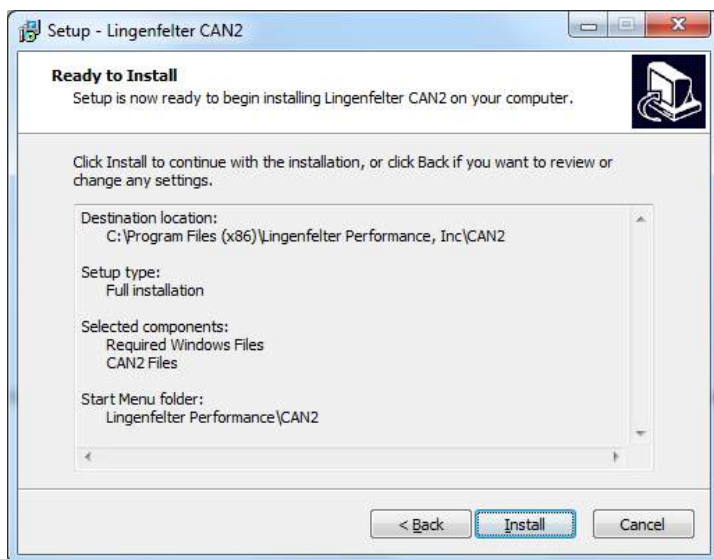 Setup - Lingenfelter CAN2
Ready to Install
Setup is now ready to begin installing Lingenfelter CAN2 on your computer.
Click Install to continue with the installation, or click Back if you want to review or
change any settings.
Destination location:
C:\Program Files (x86)\Lingenfelter Performance, Inc\CAN2
Setup type:
Full installation
Selected components:
Required Windows Files
CAN2 Files
Start Menu folder:
Lingenfelter Performance\CAN2
< Back
Install
Cancel